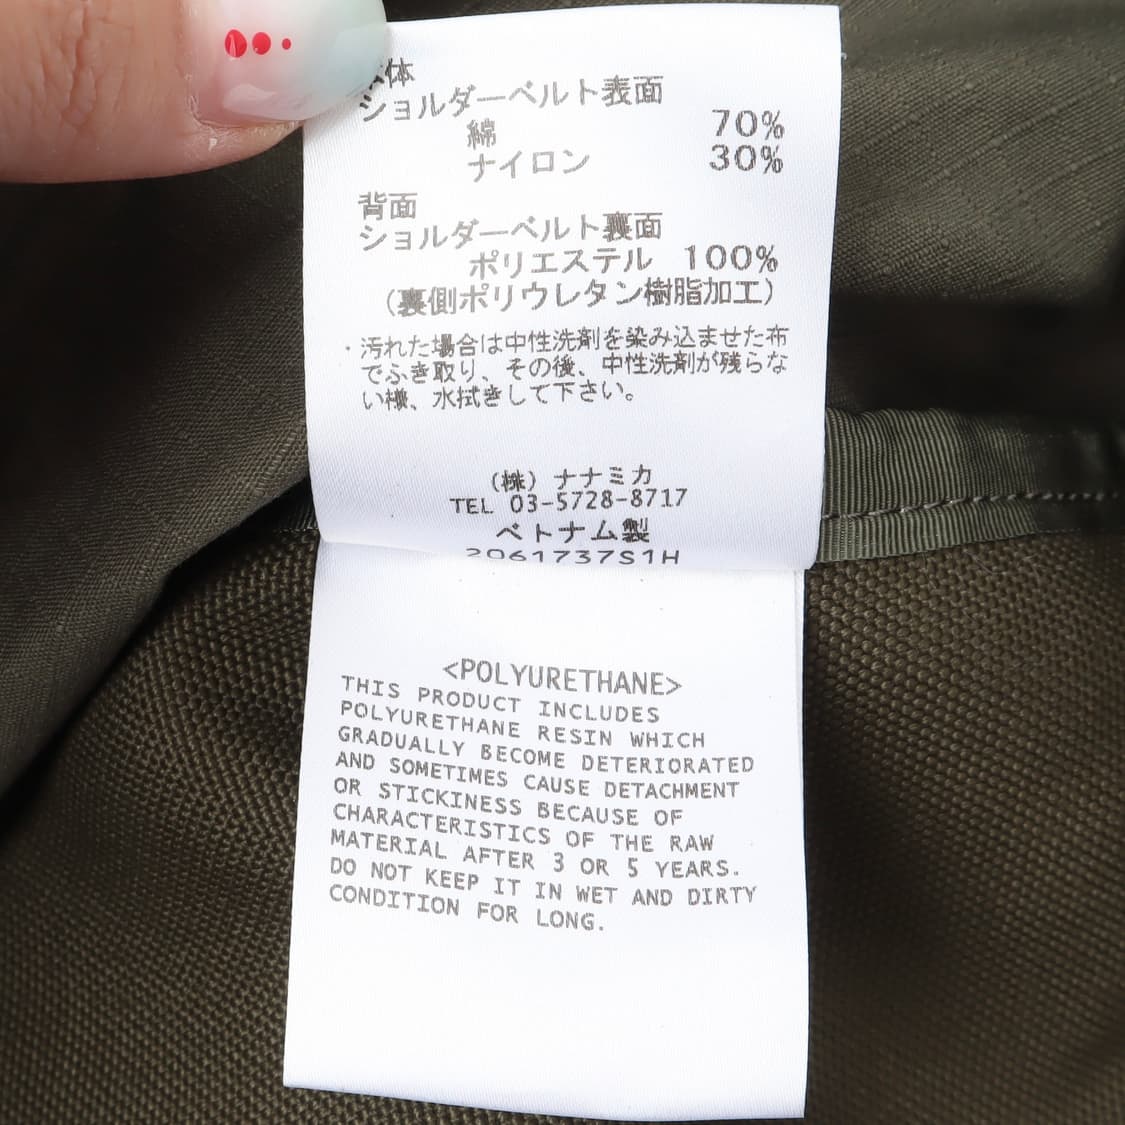 体
ショルダーベルト表面
綿 70%
ナイロン 30%
背面
ショルダーベルト裏面
ポリエステル 100%
(裏側ポリウレタン樹脂加工)
・汚れた場合は中性洗剤を染み込ませた布
でふき取り、その後、中性洗剤が残らな
い様、水拭きして下さい。
(株) ナナミカ
TEL 03-5728-8717
ベトナム製
2061737S1H
<POLYURETHANE>
THIS PRODUCT INCLUDES
POLYURETHANE RESIN WHICH
GRADUALLY BECOME DETERIORATED
AND SOMETIMES CAUSE DETACHMENT
OR STICKINESS BECAUSE OF
CHARACTERISTICS OF THE RAW
MATERIAL AFTER 3 OR 5 YEARS.
DO NOT KEEP IT IN WET AND DIRTY
CONDITION FOR LONG.